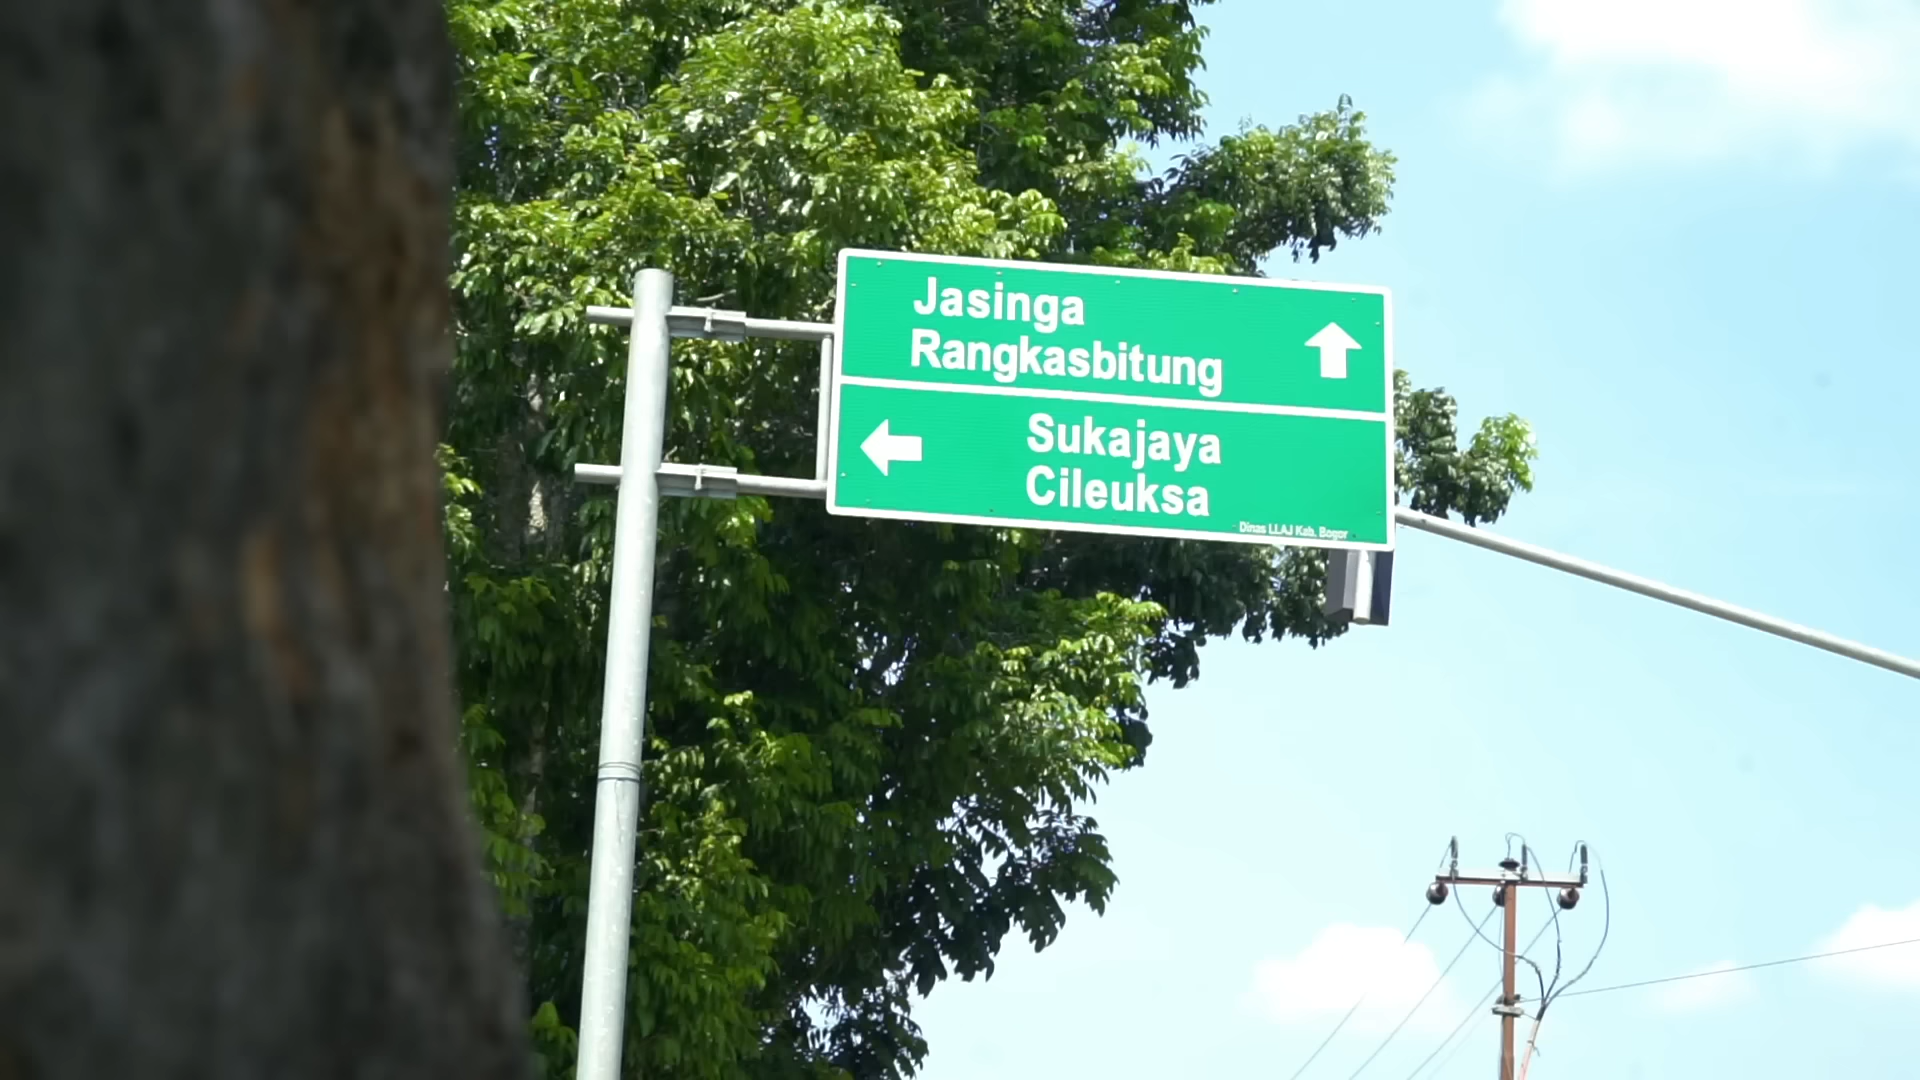 Jasinga
Rangkasbitung
Sukajaya
Cileuksa
Dinas LLAJ Kab. Bogor